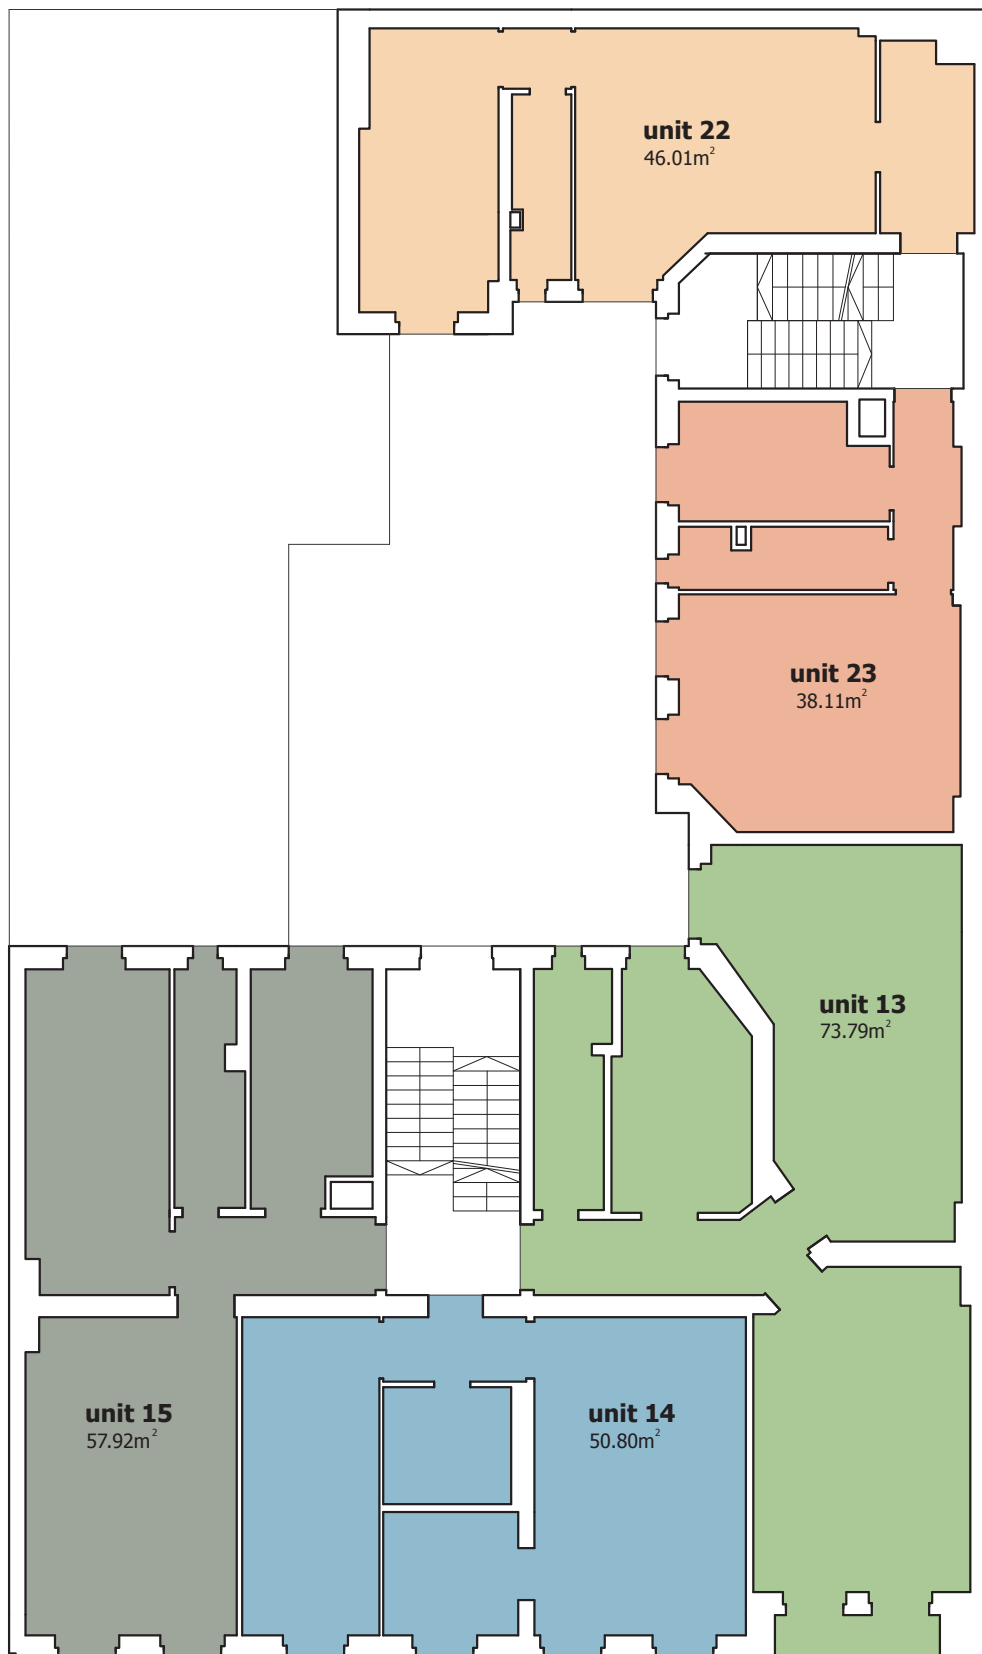 unit 22
46.01m²
unit 23
38.11m²
unit 13
73.79m²
unit 15
57.92m²
unit 14
50.80m²